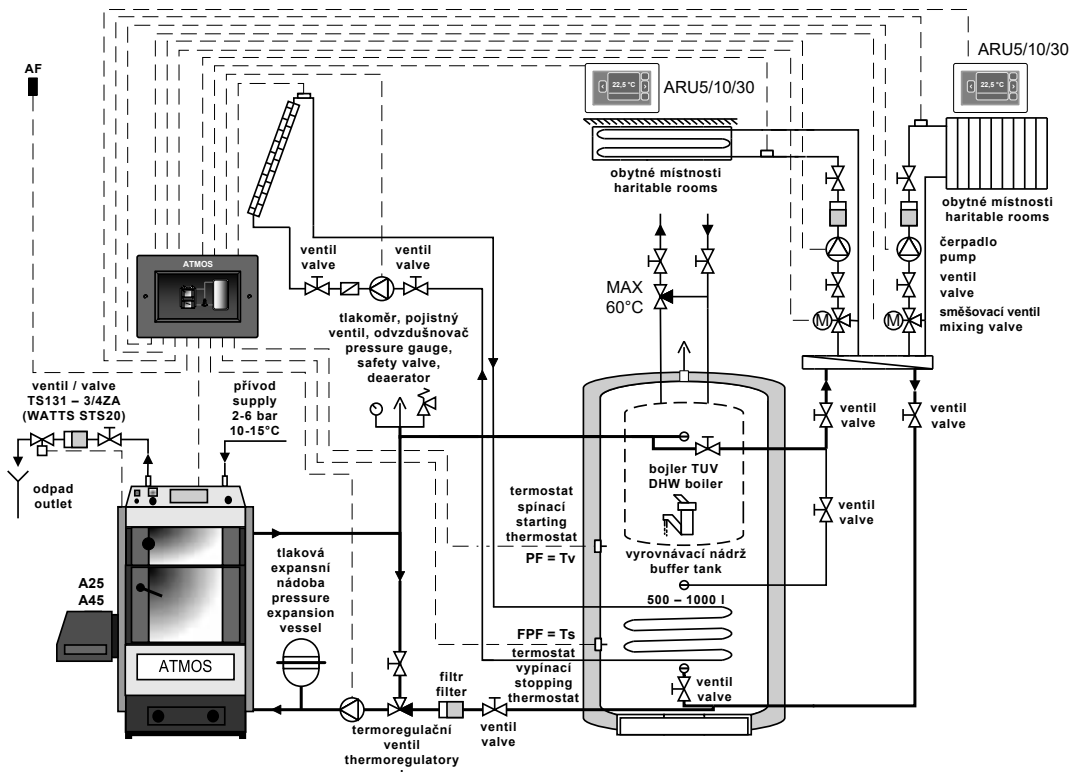 ARU5/10/30
AF
22,5 °C
ARU5/10/30
22,5 °C
obytné místnosti
haritable rooms
obytné místnosti
haritable rooms
ATMOS
ventil
valve
ventil
valve
čerpadlo
pump
MAX
60°C
ventil
valve
směšovací ventil
mixing valve
M
M
tlakoměr, pojistný
ventil, odvzdušnovač
pressure gauge,
safety valve,
deaerator
ventil / valve
TS131 – 3/4ZA
(WATTS STS20)
přívod
supply
2-6 bar
10-15°C
ventil
valve
ventil
valve
odpad
outlet
bojler TUV
DHW boiler
termostat
spínací
starting
thermostat
ventil
valve
PF = Tv
vyrovnávací nádrž
buffer tank
tlaková
expansní
nádoba
pressure
expansion
vessel
A25
A45
500 – 1000 l
FPF = Ts
termostat
vypínací
stopping
thermostat
ATMOS
filtr
filter
ventil
valve
termoregulační
ventil
thermoregulatory
ventil
valve